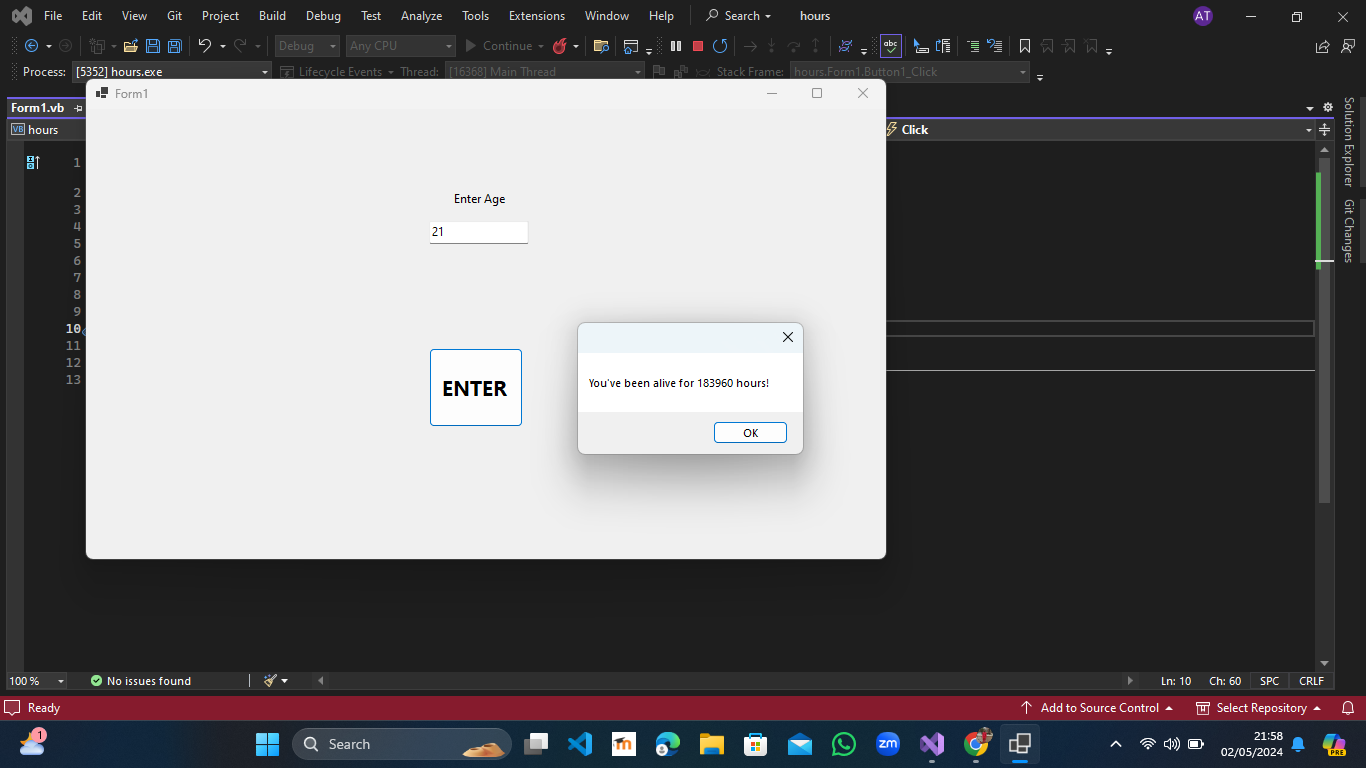 File Edit View Git Project Build Debug Test Analyze Tools Extensions Window Help Search hours AT
Debug Any CPU Continue abc
Process: [5352] hours.exe Lifecycle Events Thread: [16368] Main Thread Stack Frame: hours.Form1.Button1_Click
Form1
Form1.vb
VB hours Click
Solution Explorer
Git Changes
1
2
3
4
5
6
7
8
9
10
11
12
13
Enter Age
21
ENTER
You've been alive for 183960 hours!
OK
100 % No issues found Ln: 10 Ch: 60 SPC CRLF
Ready Add to Source Control Select Repository
1 Search zm 21:58
02/05/2024
PRE